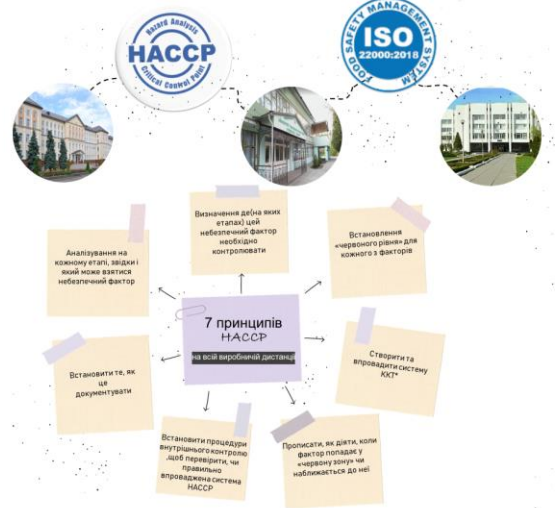 Hazard Analysis
HACCP
Critical Control Point
FOOD SAFETY MANAGEMENT SYSTEM
ISO
22000:2018
Визначення де(на яких
етапах) цей
небезпечний фактор
необхідно
контролювати
Аналізування на
кожному етапі, звідки і
який може взятися
небезпечний фактор
Встановлення
«червоного рівня» для
кожного з факторів
7 принципів
HACCP
на всій виробничій дистанції
Встановити те, як
це
документувати
Створити та
впровадити систему
ККТ*
Встановити процедури
внутрішнього контролю
,щоб перевірити, чи
правильно
впроваджена система
НАССР
Прописати, як діяти, коли
фактор попадає у
«червону зону» чи
наближається до неї